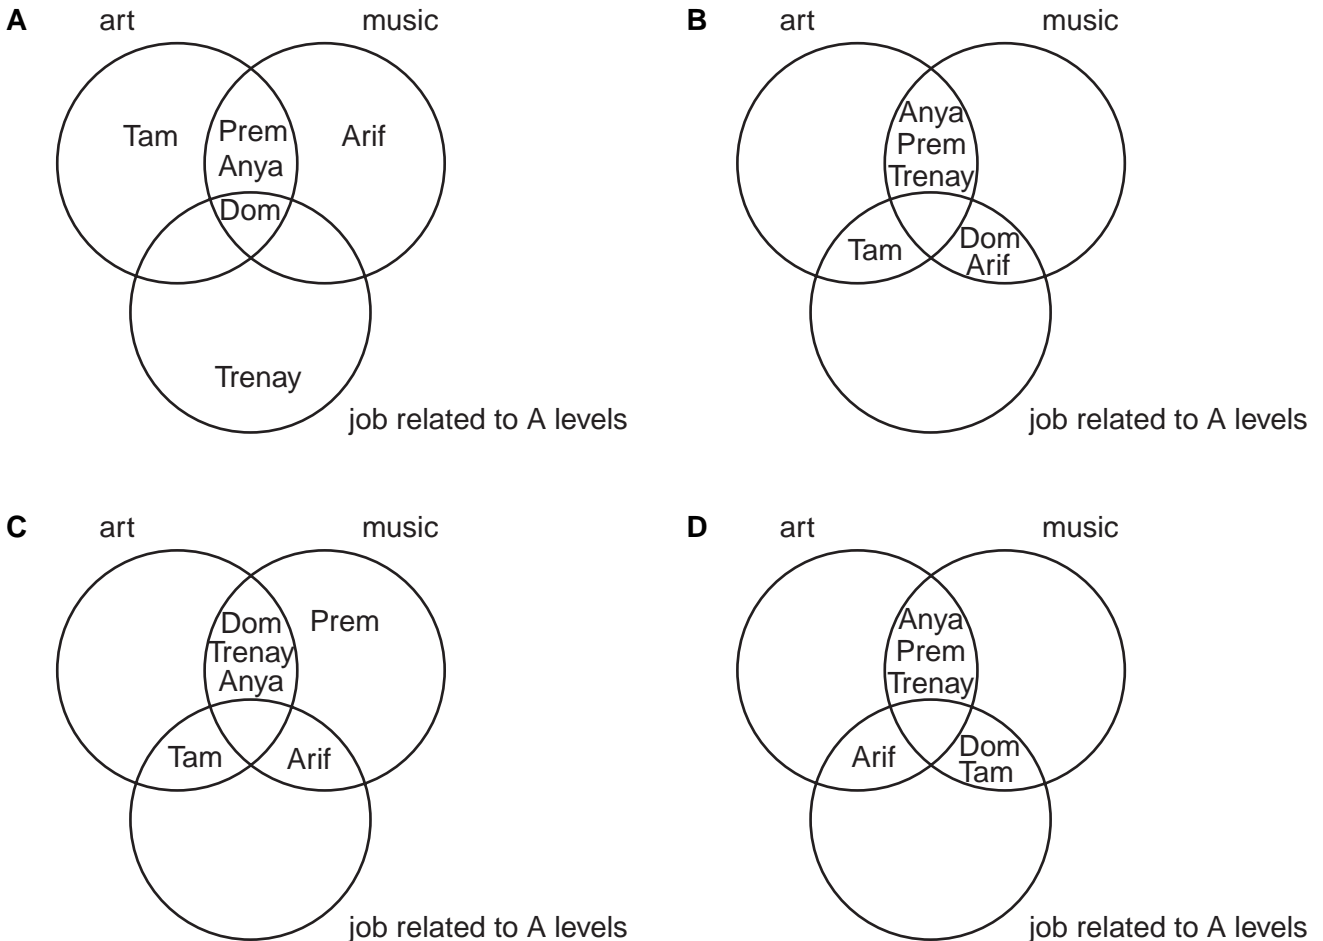 A art music
Tam Prem Arif
Anya
Dom
Trenay
job related to A levels
B art music
Anya
Prem
Trenay
Tam Dom
Arif
job related to A levels
C art music
Dom Prem
Trenay
Anya
Tam Arif
job related to A levels
D art music
Anya
Prem
Trenay
Arif Dom
Tam
job related to A levels